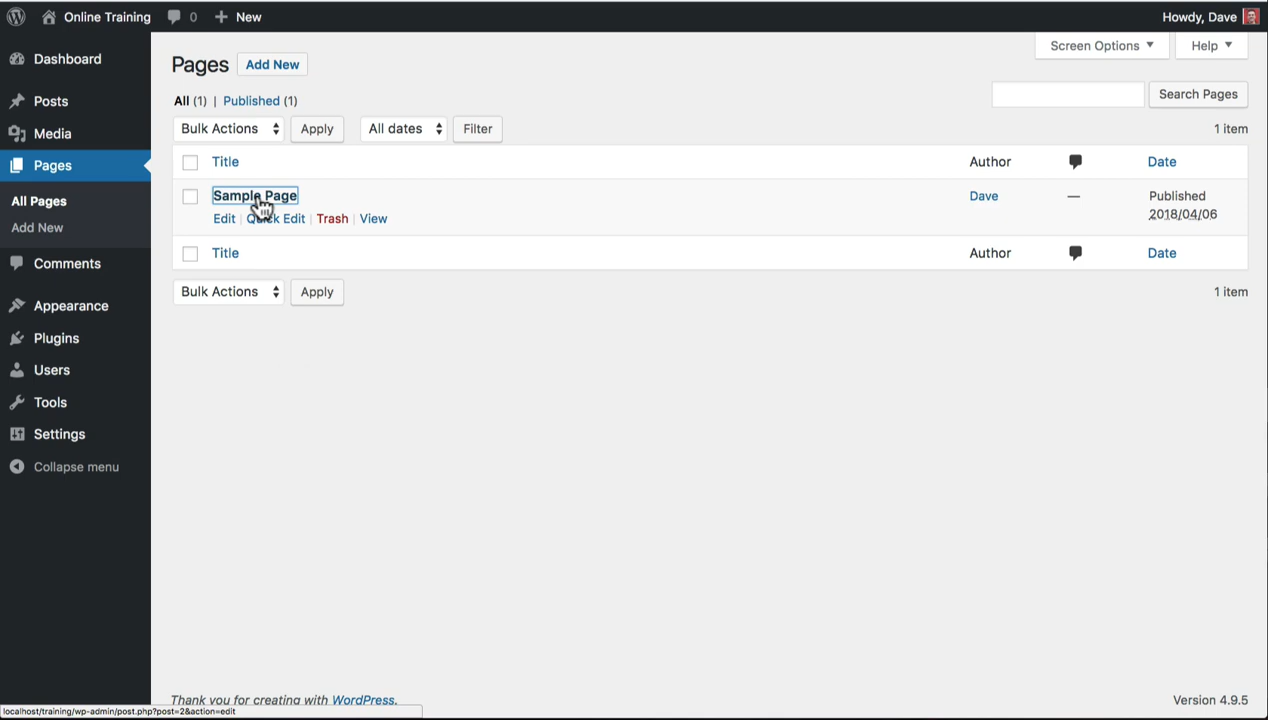 Online Training 0 New Howdy, Dave
Dashboard
Posts
Media
Pages
All Pages
Add New
Comments
Appearance
Plugins
Users
Tools
Settings
Collapse menu
Screen Options Help
Pages Add New
All (1) | Published (1)
Search Pages
Bulk Actions Apply All dates Filter 1 item
Title Author Date
Sample Page Dave — Published
2018/04/06
Edit | Quick Edit | Trash | View
Title Author Date
Bulk Actions Apply 1 item
Thank you for creating with WordPress. Version 4.9.5
localhost/training/wp-admin/post.php?post=2&action=edit